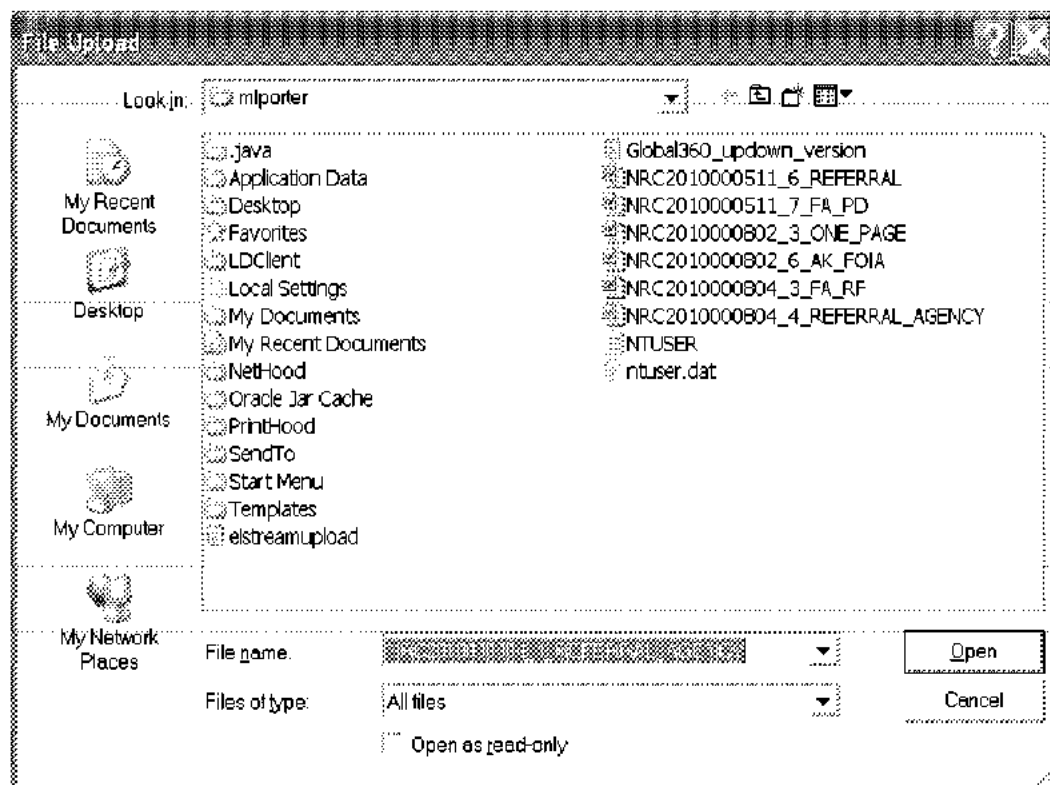 File Upload
Look in: mlporter
My Recent
Documents
Desktop
My Documents
My Computer
My Network
Places
.java
Application Data
Desktop
Favorites
LDClient
Local Settings
My Documents
My Recent Documents
NetHood
Oracle Jar Cache
PrintHood
SendTo
Start Menu
Templates
elstreamupload
Global360_updown_version
NRC2010000511_6_REFERRAL
NRC2010000511_7_FA_PD
NRC2010000802_3_ONE_PAGE
NRC2010000802_6_AK_FOIA
NRC2010000804_3_FA_RF
NRC2010000804_4_REFERRAL_AGENCY
NTUSER
ntuser.dat
File name.
Open
Files of type: All files
Cancel
Open as read-only